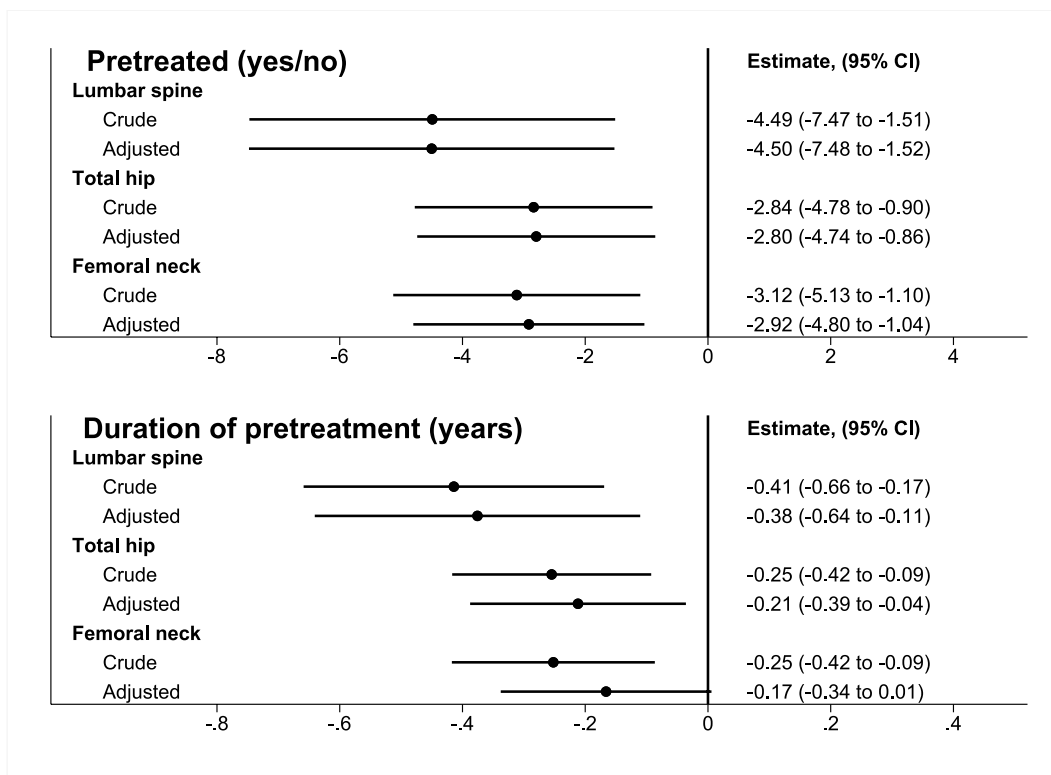 Pretreated (yes/no) Estimate, (95% CI)
Lumbar spine
Crude -4.49 (-7.47 to -1.51)
Adjusted -4.50 (-7.48 to -1.52)
Total hip
Crude -2.84 (-4.78 to -0.90)
Adjusted -2.80 (-4.74 to -0.86)
Femoral neck
Crude -3.12 (-5.13 to -1.10)
Adjusted -2.92 (-4.80 to -1.04)
-8 -6 -4 -2 0 2 4
Duration of pretreatment (years) Estimate, (95% CI)
Lumbar spine
Crude -0.41 (-0.66 to -0.17)
Adjusted -0.38 (-0.64 to -0.11)
Total hip
Crude -0.25 (-0.42 to -0.09)
Adjusted -0.21 (-0.39 to -0.04)
Femoral neck
Crude -0.25 (-0.42 to -0.09)
Adjusted -0.17 (-0.34 to 0.01)
-.8 -.6 -.4 -.2 0 .2 .4